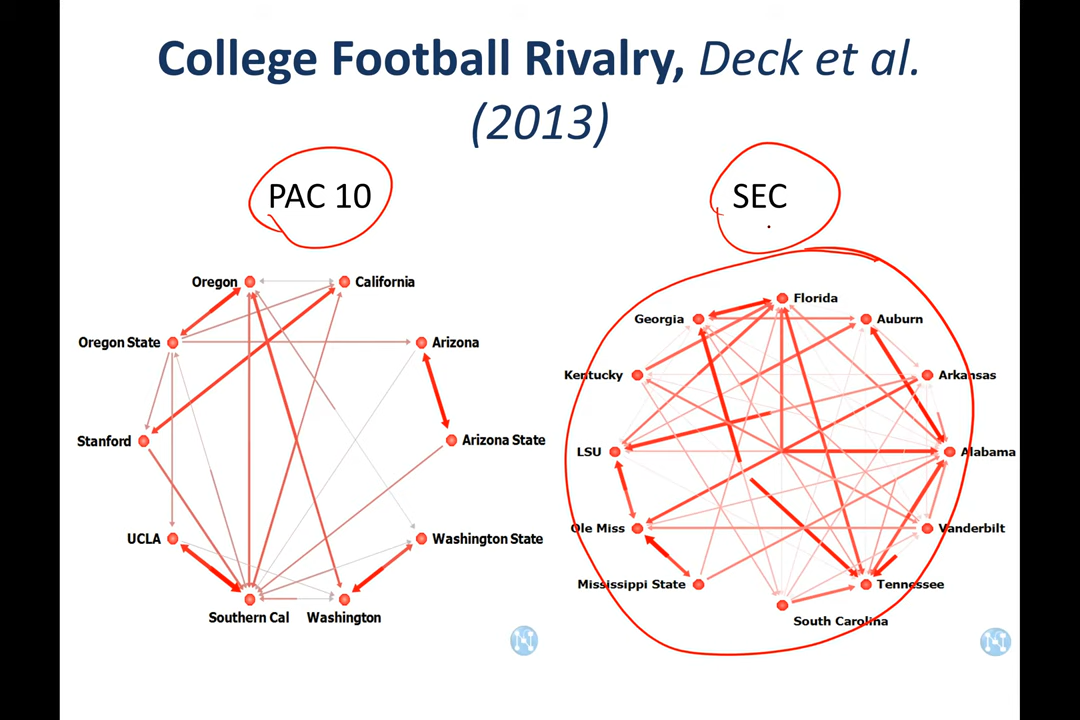 College Football Rivalry, Deck et al.
(2013)
PAC 10
SEC
Oregon
California
Oregon State
Arizona
Stanford
Arizona State
UCLA
Washington State
Southern Cal
Washington
Florida
Georgia
Auburn
Kentucky
Arkansas
LSU
Alabama
Ole Miss
Vanderbilt
Mississippi State
Tennessee
South Carolina
N
N